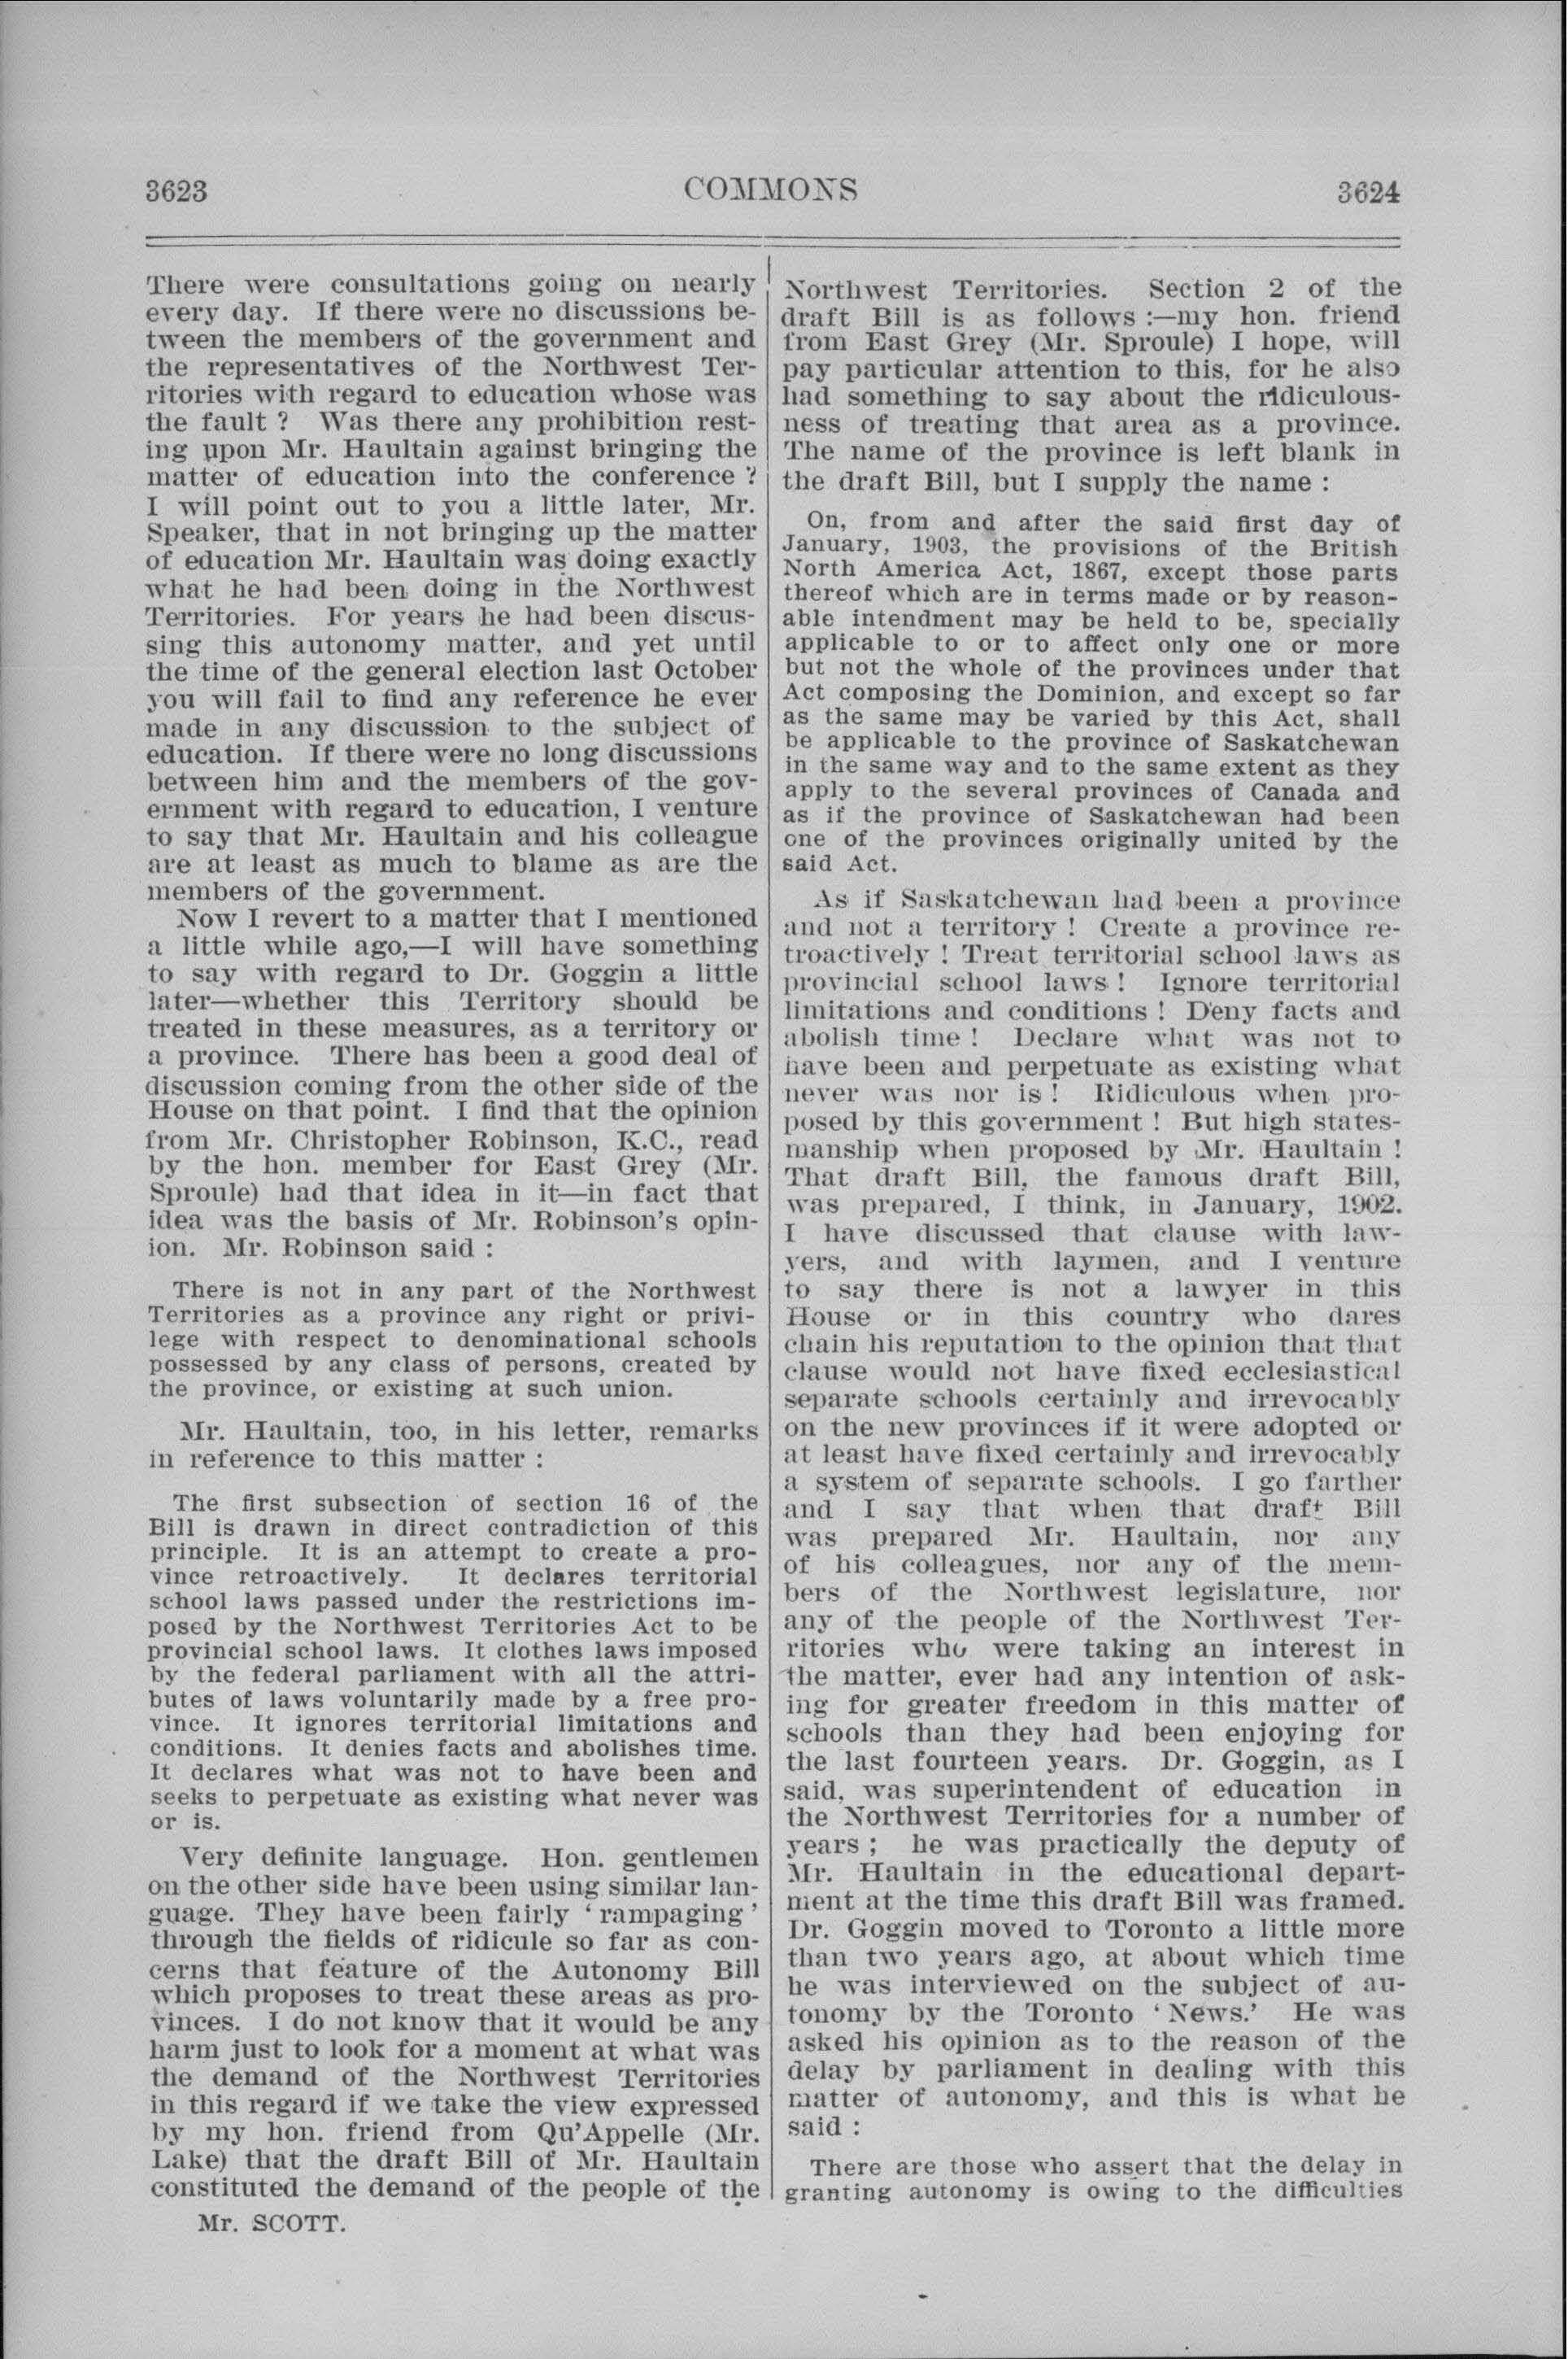 3623
COMMONS
3624
There were consultations going on nearly
every day. If there were no discussions be-
tween the members of the government and
the representatives of the Northwest Ter-
ritories with regard to education whose was
the fault ? Was there any prohibition rest-
ing upon Mr. Haultain against bringing the
matter of education into the conference ?
I will point out to you a little later, Mr.
Speaker, that in not bringing up the matter
of education Mr. Haultain was doing exactly
what he had been doing in the Northwest
Territories. For years he had been discus-
sing this autonomy matter, and yet until
the time of the general election last October
you will fail to find any reference he ever
made in any discussion to the subject of
education. If there were no long discussions
between him and the members of the gov-
ernment with regard to education, I venture
to say that Mr. Haultain and his colleague
are at least as much to blame as are the
members of the government.
Now I revert to a matter that I mentioned
a little while ago,—I will have something
to say with regard to Dr. Goggin a little
later—whether this Territory should be
treated in these measures, as a territory or
a province. There has been a good deal of
discussion coming from the other side of the
House on that point. I find that the opinion
from Mr. Christopher Robinson, K.C., read
by the hon. member for East Grey (Mr.
Sproule) had that idea in it—in fact that
idea was the basis of Mr. Robinson's opin-
ion. Mr. Robinson said :
There is not in any part of the Northwest
Territories as a province any right or privi-
lege with respect to denominational schools
possessed by any class of persons, created by
the province, or existing at such union.
Mr. Haultain, too, in his letter, remarks
in reference to this matter :
The first subsection of section 16 of the
Bill is drawn in direct contradiction of this
principle. It is an attempt to create a pro-
vince retroactively. It declares territorial
school laws passed under the restrictions im-
posed by the Northwest Territories Act to be
provincial school laws. It clothes laws imposed
by the federal parliament with all the attri-
butes of laws voluntarily made by a free pro-
vince. It ignores territorial limitations and
conditions. It denies facts and abolishes time.
It declares what was not to have been and
seeks to perpetuate as existing what never was
or is.
Very definite language. Hon. gentlemen
on the other side have been using similar lan-
guage. They have been fairly ‘ rampaging ’
through the fields of ridicule so far as con-
cerns that feature of the Autonomy Bill
which proposes to treat these areas as pro-
vinces. I do not know that it would be any
harm just to look for a moment at what was
the demand of the Northwest Territories
in this regard if we take the view expressed
by my hon. friend from Qu'Appelle (Mr.
Lake) that the draft Bill of Mr. Haultain
constituted the demand of the people of the
Mr. SCOTT.
Northwest Territories. Section 2 of the
draft Bill is as follows :—my hon. friend
from East Grey (Mr. Sproule) I hope, will
pay particular attention to this, for he also
had something to say about the ridiculous-
ness of treating that area as a province.
The name of the province is left blank in
the draft Bill, but I supply the name :
On, from and after the said first day of
January, 1903, the provisions of the British
North America Act, 1867, except those parts
thereof which are in terms made or by reason-
able intendment may be held to be, specially
applicable to or to affect only one or more
but not the whole of the provinces under that
Act composing the Dominion, and except so far
as the same may be varied by this Act, shall
be applicable to the province of Saskatchewan
in the same way and to the same extent as they
apply to the several provinces of Canada and
as if the province of Saskatchewan had been
one of the provinces originally united by the
said Act.
As if Saskatchewan had been a province
and not a territory ! Create a province re-
troactively ! Treat territorial school laws as
provincial school laws ! Ignore territorial
limitations and conditions ! Deny facts and
abolish time ! Declare what was not to
have been and perpetuate as existing what
never was nor is ! Ridiculous when pro-
posed by this government ! But high states-
manship when proposed by Mr. Haultain !
That draft Bill, the famous draft Bill,
was prepared, I think, in January, 1902.
I have discussed that clause with law-
yers, and with laymen, and I venture
to say there is not a lawyer in this
House or in this country who dares
chain his reputation to the opinion that that
clause would not have fixed ecclesiastical
separate schools certainly and irrevocably
on the new provinces if it were adopted or
at least have fixed certainly and irrevocably
a system of separate schools. I go farther
and I say that when that draft Bill
was prepared Mr. Haultain, nor any
of his colleagues, nor any of the mem-
bers of the Northwest legislature, nor
any of the people of the Northwest Ter-
ritories who were taking an interest in
the matter, ever had any intention of ask-
ing for greater freedom in this matter of
schools than they had been enjoying for
the last fourteen years. Dr. Goggin, as I
said, was superintendent of education in
the Northwest Territories for a number of
years ; he was practically the deputy of
Mr. Haultain in the educational depart-
ment at the time this draft Bill was framed.
Dr. Goggin moved to Toronto a little more
than two years ago, at about which time
he was interviewed on the subject of au-
tonomy by the Toronto ‘ News.’ He was
asked his opinion as to the reason of the
delay by parliament in dealing with this
matter of autonomy, and this is what he
said :
There are those who assert that the delay in
granting autonomy is owing to the difficulties